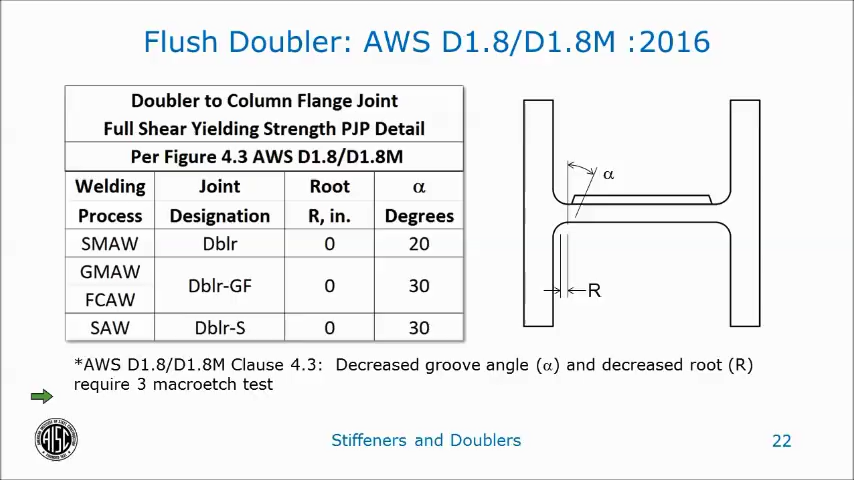 Flush Doubler: AWS D1.8/D1.8M :2016
Doubler to Column Flange Joint
Full Shear Yielding Strength PJP Detail
Per Figure 4.3 AWS D1.8/D1.8M
Welding Process Joint Designation Root R, in. α Degrees
SMAW Dblr 0 20
GMAW FCAW Dblr-GF 0 30
SAW Dblr-S 0 30
α
R
*AWS D1.8/D1.8M Clause 4.3: Decreased groove angle (α) and decreased root (R)
require 3 macroetch test
AISC
Stiffeners and Doublers
22